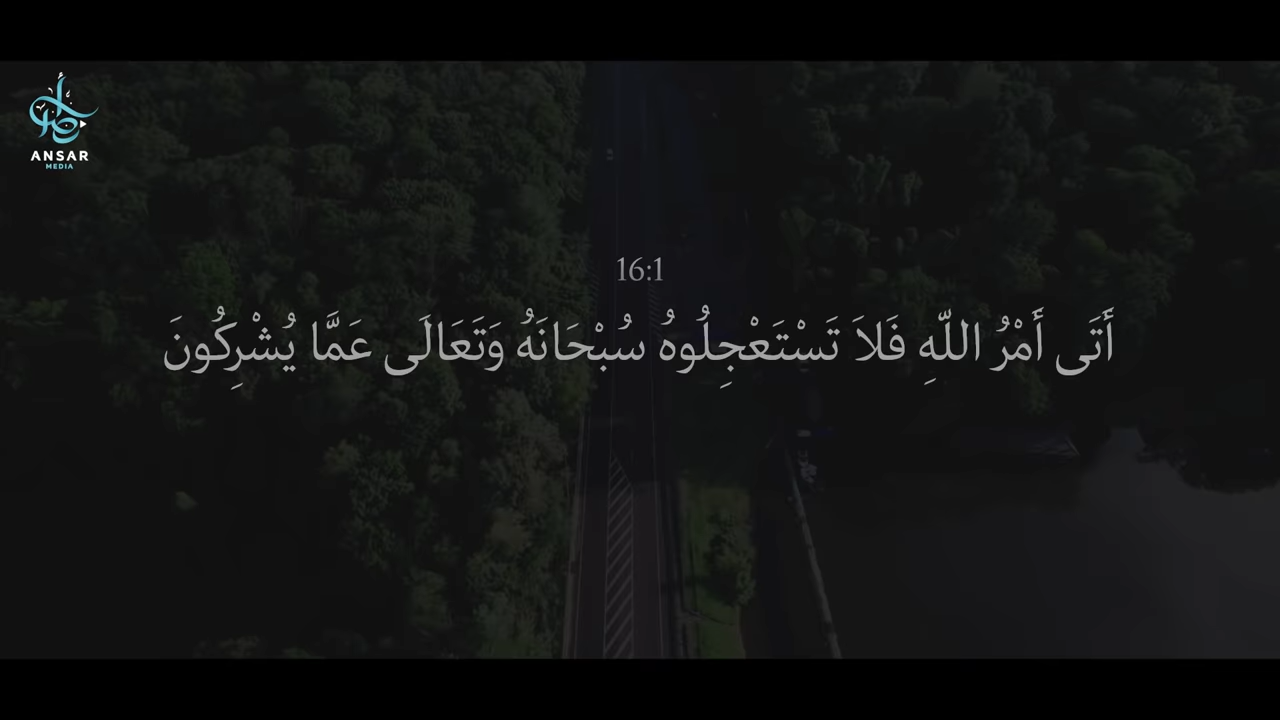 ANSAR
MEDIA
16:1
أَتَى أَمْرُ اللّهِ فَلاَ تَسْتَعْجِلُوهُ سُبْحَانَهُ وَتَعَالَى عَمَّا يُشْرِكُونَ